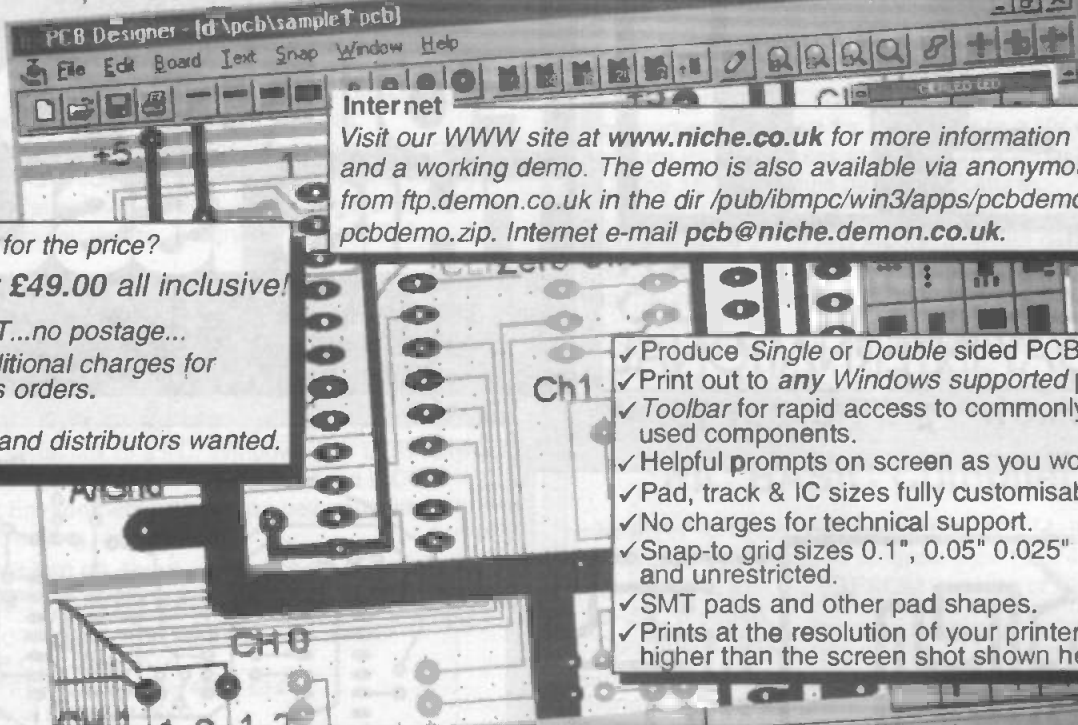 PCB Designer - [d:\pcb\sample1.pcb]
File Edit Board Text Snap Window Help
Internet
Visit our WWW site at www.niche.co.uk for more information
and a working demo. The demo is also available via anonymo
from ftp.demon.co.uk in the dir /pub/ibmpc/win3/apps/pcbdemo
pcbdemo.zip. Internet e-mail pcb@niche.demon.co.uk.
+5
for the price?
£49.00 all inclusive!
T...no postage...
ditional charges for
s orders.
and distributors wanted.
Zero
Ch1
✓Produce Single or Double sided PCB
✓Print out to any Windows supported p
✓Toolbar for rapid access to commonly
used components.
✓Helpful prompts on screen as you wo
✓Pad, track & IC sizes fully customisab
✓No charges for technical support.
✓Snap-to grid sizes 0.1", 0.05" 0.025"
and unrestricted.
✓SMT pads and other pad shapes.
✓Prints at the resolution of your printer
higher than the screen shot shown he
CH 0